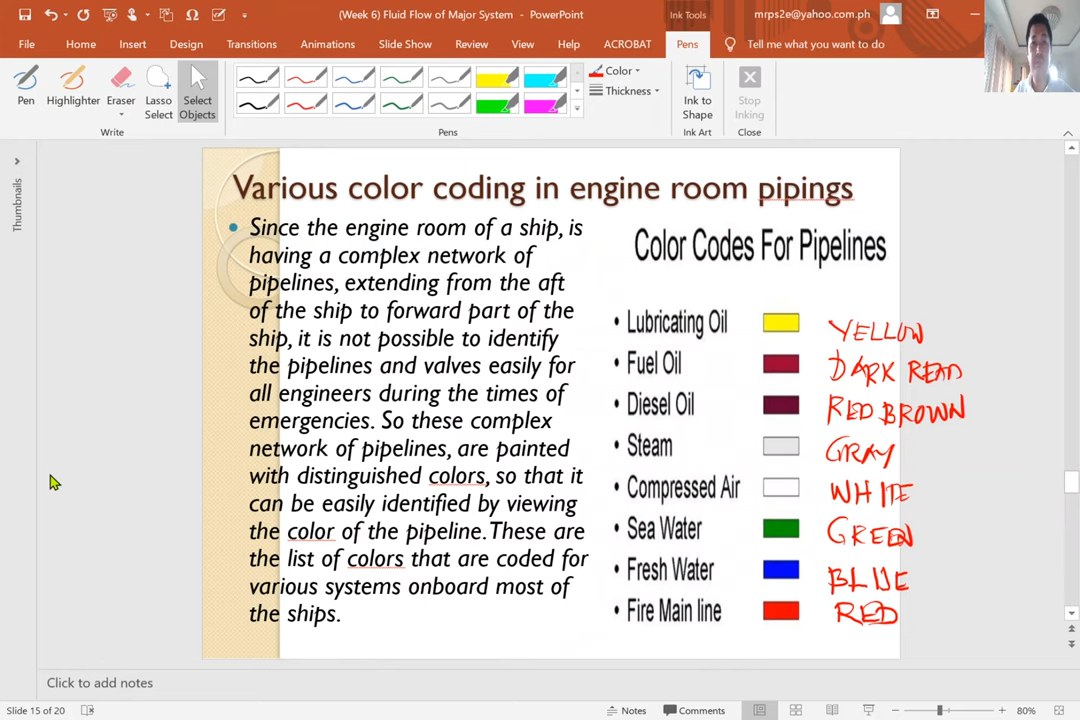 (Week 6) Fluid Flow of Major System - PowerPoint
Ink Tools
mrps2e@yahoo.com.ph
File Home Insert Design Transitions Animations Slide Show Review View Help ACROBAT Pens Tell me what you want to do
Pen
Highlighter
Eraser
Lasso Select
Select Objects
Color
Thickness
Ink to Shape
Stop Inking
Write
Pens
Ink Art
Close
Thumbnails
Various color coding in engine room pipings
• Since the engine room of a ship, is
having a complex network of
pipelines, extending from the aft
of the ship to forward part of the
ship, it is not possible to identify
the pipelines and valves easily for
all engineers during the times of
emergencies. So these complex
network of pipelines, are painted
with distinguished colors, so that it
can be easily identified by viewing
the color of the pipeline. These are
the list of colors that are coded for
various systems onboard most of
the ships.
Color Codes For Pipelines
• Lubricating Oil YELLOW
• Fuel Oil DARK READ
• Diesel Oil RED BROWN
• Steam GRAY
• Compressed Air WHITE
• Sea Water GREEN
• Fresh Water BLUE
• Fire Main line RED
Click to add notes
Slide 15 of 20
Notes
Comments
80%